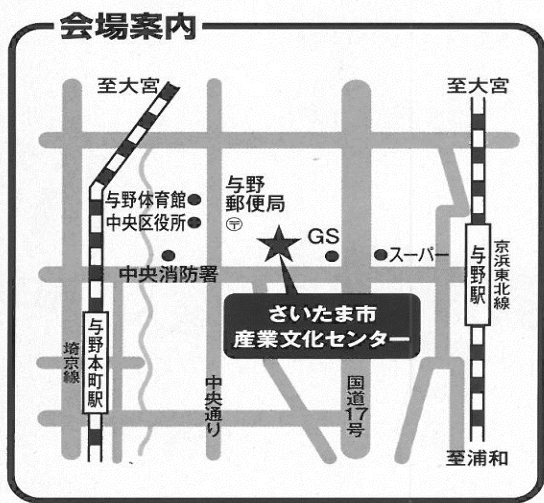 会場案内
至大宮
至大宮
与野体育館
中央区役所
与野
郵便局
〒
GS
スーパー
中央消防署
さいたま市
産業文化センター
与野駅
京浜東北線
与野本町駅
埼京線
中央通り
国道17号
至浦和